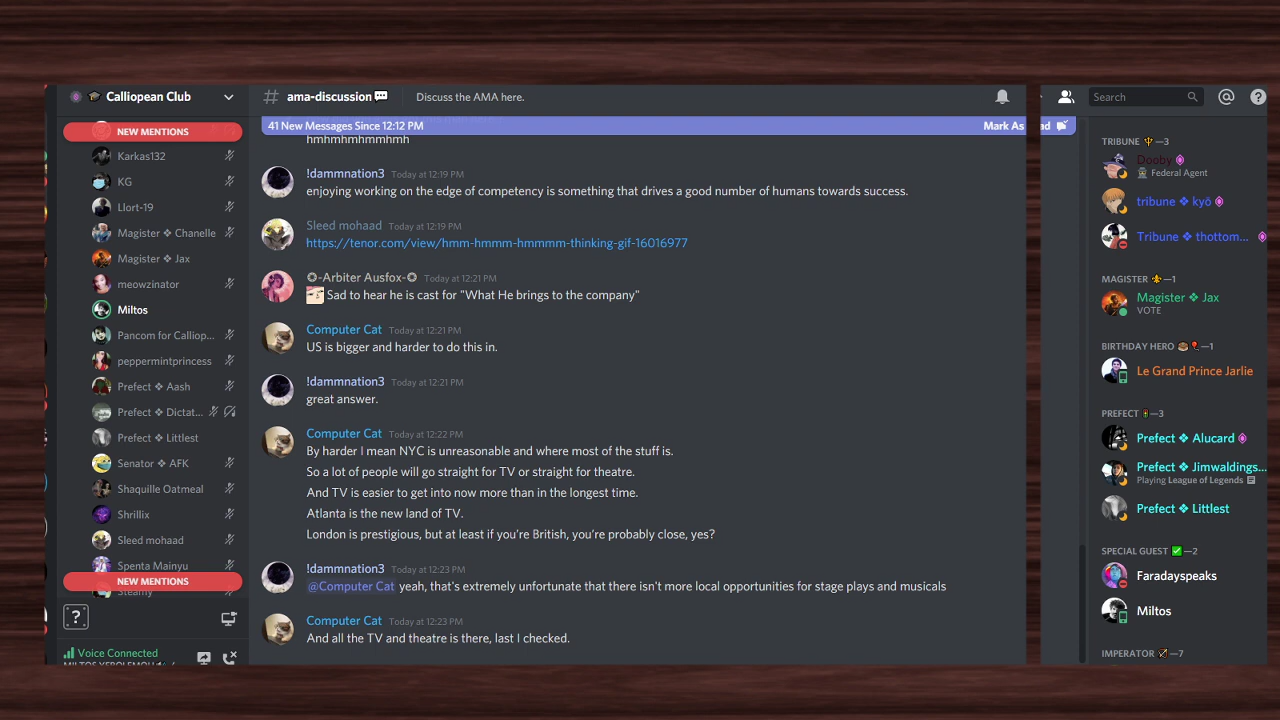 Calliopean Club
NEW MENTIONS
Karkas132
KG
Llort-19
Magister ❖ Chanelle
Magister ❖ Jax
meowzinator
Miltos
Pancom for Calliop...
peppermintprincess
Prefect ❖ Aash
Prefect ❖ Dictat...
Prefect ❖ Littlest
Senator ❖ AFK
Shaquille Oatmeal
Shrillix
Sleed mohaad
Spenta Mainyu
NEW MENTIONS
Steamy
?
Voice Connected
# ama-discussion💬
Discuss the AMA here.
41 New Messages Since 12:12 PM
Mark As
hmhmhmhmmhmh
!dammnation3 Today at 12:19 PM
enjoying working on the edge of competency is something that drives a good number of humans towards success.
Sleed mohaad Today at 12:19 PM
https://tenor.com/view/hmm-hmmm-hmmmm-thinking-gif-16016977
✪-Arbiter Ausfox-✪ Today at 12:21 PM
Sad to hear he is cast for "What He brings to the company"
Computer Cat Today at 12:21 PM
US is bigger and harder to do this in.
!dammnation3 Today at 12:21 PM
great answer.
Computer Cat Today at 12:22 PM
By harder I mean NYC is unreasonable and where most of the stuff is.
So a lot of people will go straight for TV or straight for theatre.
And TV is easier to get into now more than in the longest time.
Atlanta is the new land of TV.
London is prestigious, but at least if you're British, you're probably close, yes?
!dammnation3 Today at 12:23 PM
@Computer Cat yeah, that's extremely unfortunate that there isn't more local opportunities for stage plays and musicals
Computer Cat Today at 12:23 PM
And all the TV and theatre is there, last I checked.
Search
ad
TRIBUNE 🔱—3
Dooby
Federal Agent
tribune ❖ kyō
Tribune ❖ thottom...
MAGISTER ⚜—1
Magister ❖ Jax
VOTE
BIRTHDAY HERO 🎂🎈—1
Le Grand Prince Jarlie
PREFECT —3
Prefect ❖ Alucard
Prefect ❖ Jimwaldings...
Playing League of Legends
Prefect ❖ Littlest
SPECIAL GUEST ✅—2
Faradayspeaks
Miltos
IMPERATOR —7